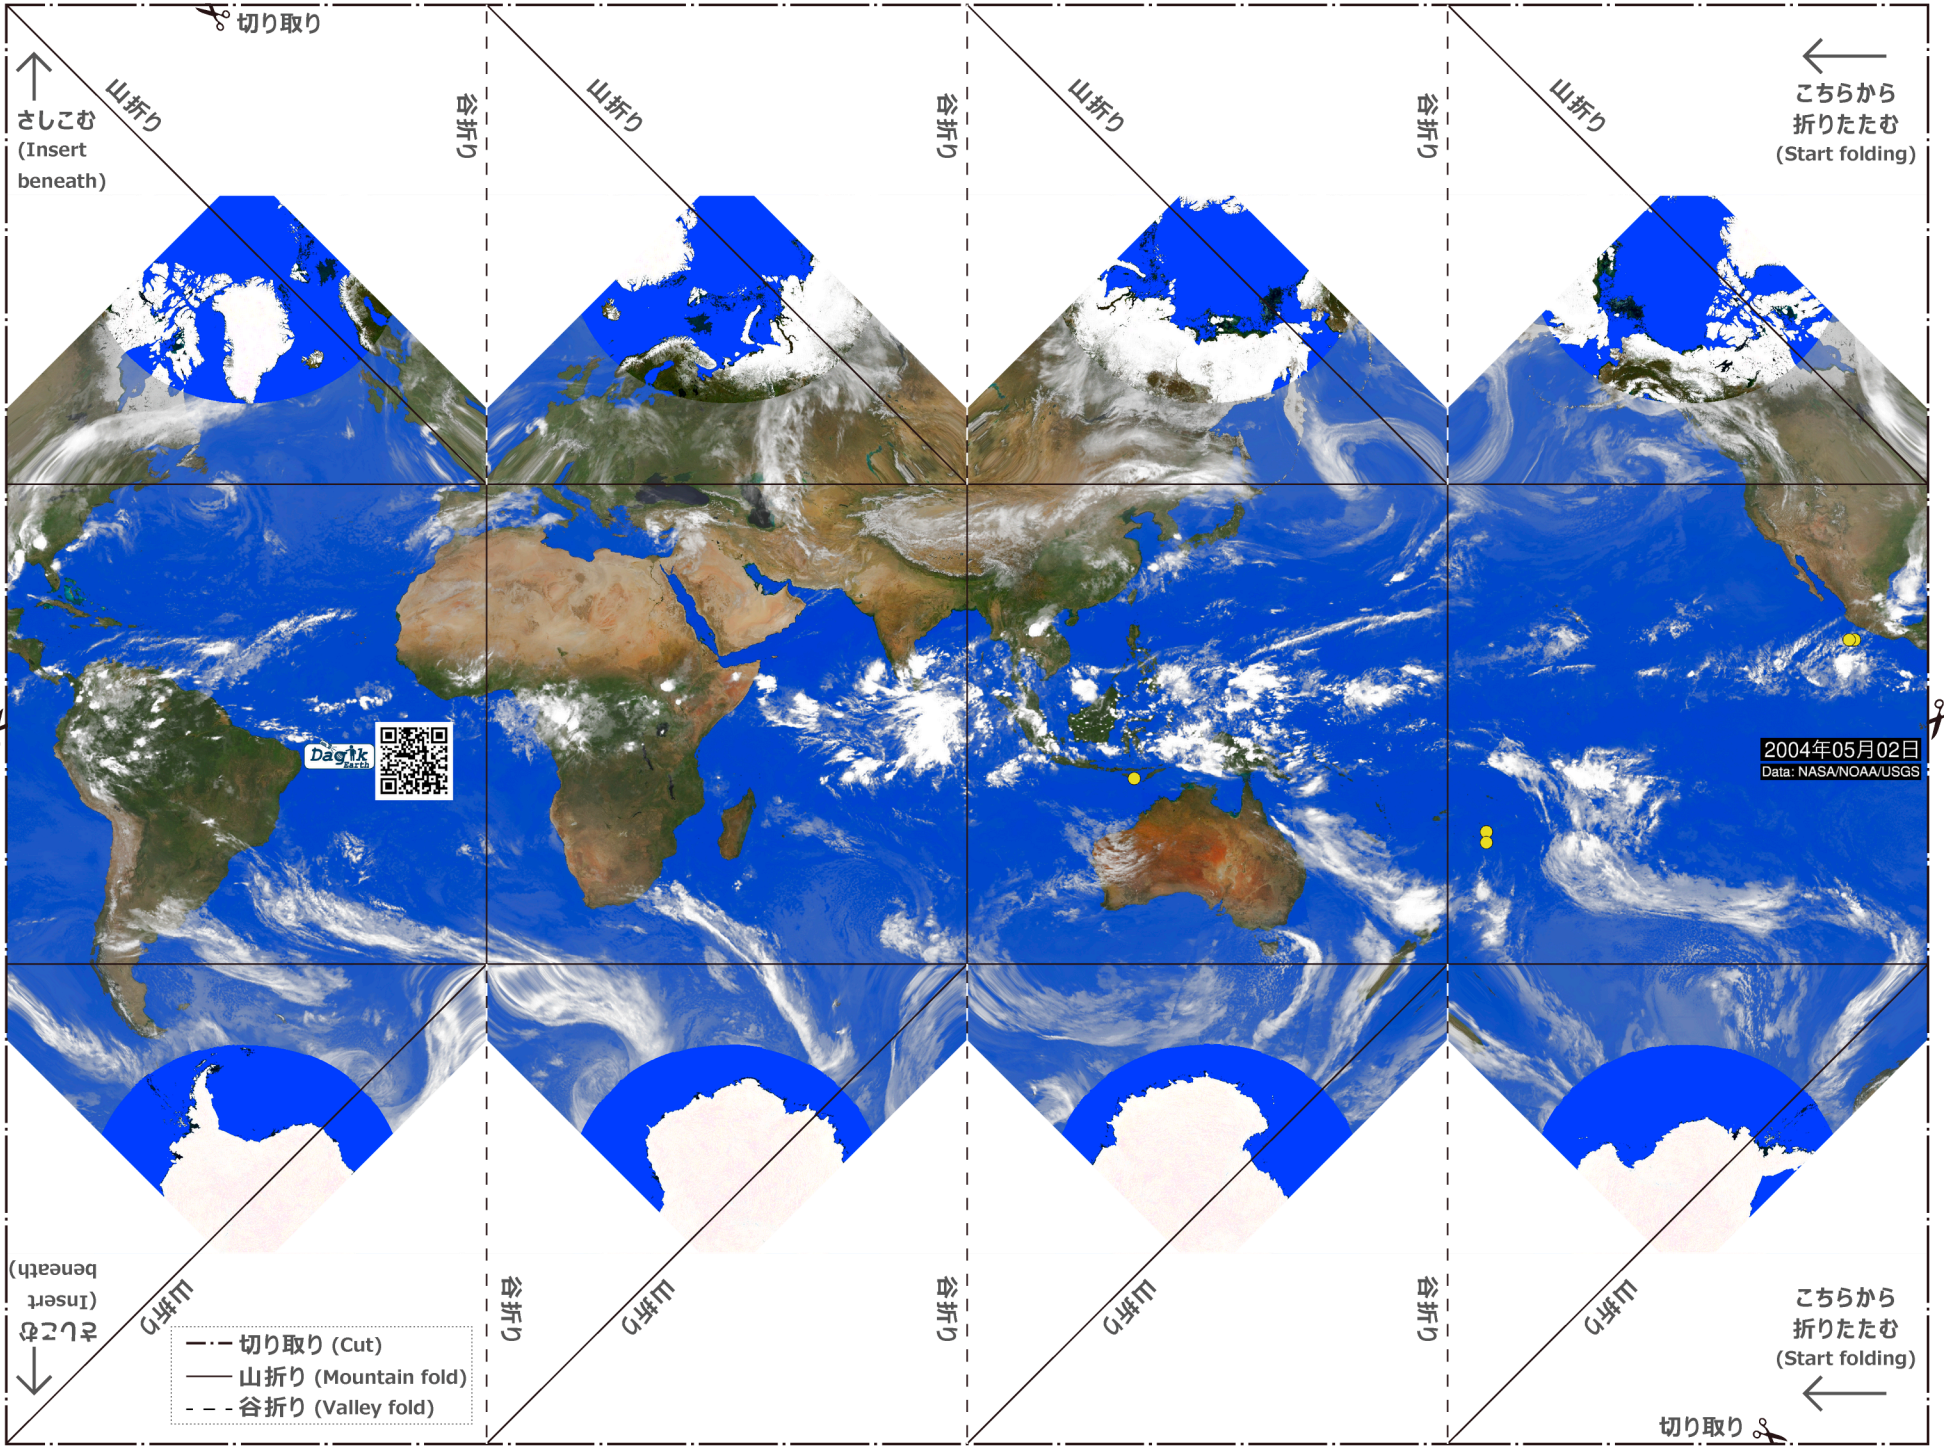 切り取り
山折り
谷折り
山折り
谷折り
山折り
谷折り
山折り
さしこむ
(Insert
beneath)
こちらから
折りたたむ
(Start folding)
Dagik
Earth
2004年05月02日
Data: NASA/NOAA/USGS
さしこむ
(Insert
beneath)
山折り
谷折り
山折り
谷折り
山折り
谷折り
山折り
切り取り (Cut)
山折り (Mountain fold)
谷折り (Valley fold)
こちらから
折りたたむ
(Start folding)
切り取り